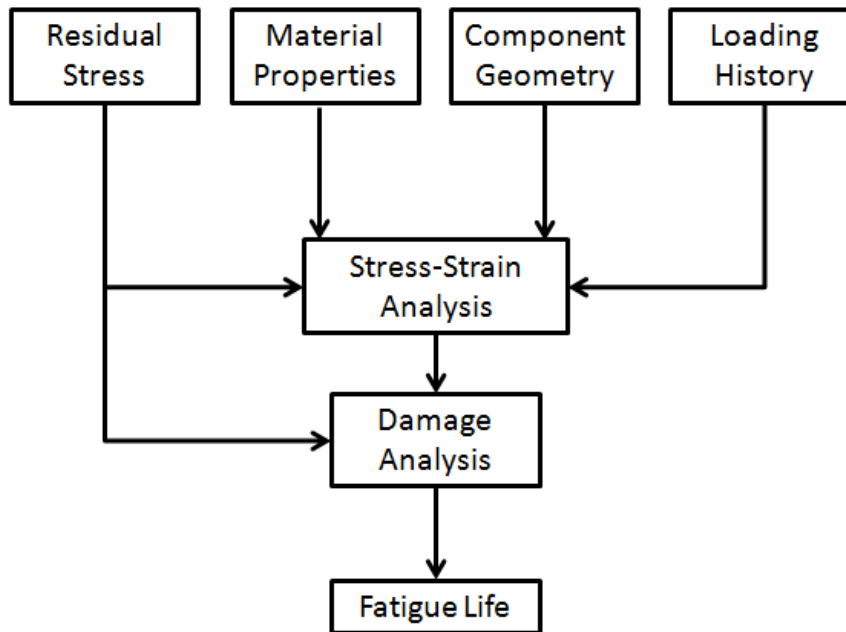 Residual
Stress
Material
Properties
Component
Geometry
Loading
History
Stress-Strain
Analysis
Damage
Analysis
Fatigue Life